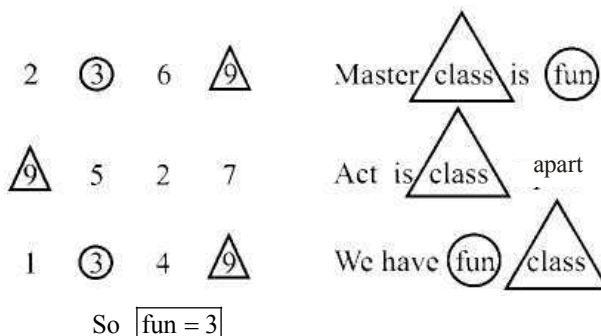 2 3 6 9 Master class is fun
9 5 2 7 Act is class apart
1 3 4 9 We have fun class
So fun = 3